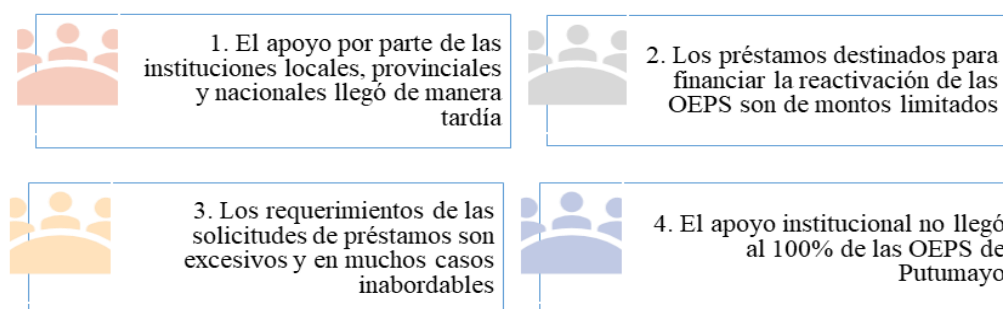 1. El apoyo por parte de las
instituciones locales, provinciales
y nacionales llegó de manera
tardía
2. Los préstamos destinados para
financiar la reactivación de las
OEPS son de montos limitados
3. Los requerimientos de las
solicitudes de préstamos son
excesivos y en muchos casos
inabordables
4. El apoyo institucional no llegó
al 100% de las OEPS de
Putumayo